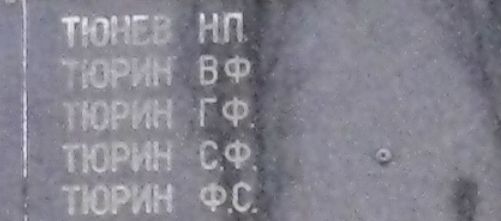 ТЮНЕВ Н.П.
ТЮРИН В.Ф.
ТЮРИН Г.Ф.
ТЮРИН С.Ф.
ТЮРИН Ф.С.